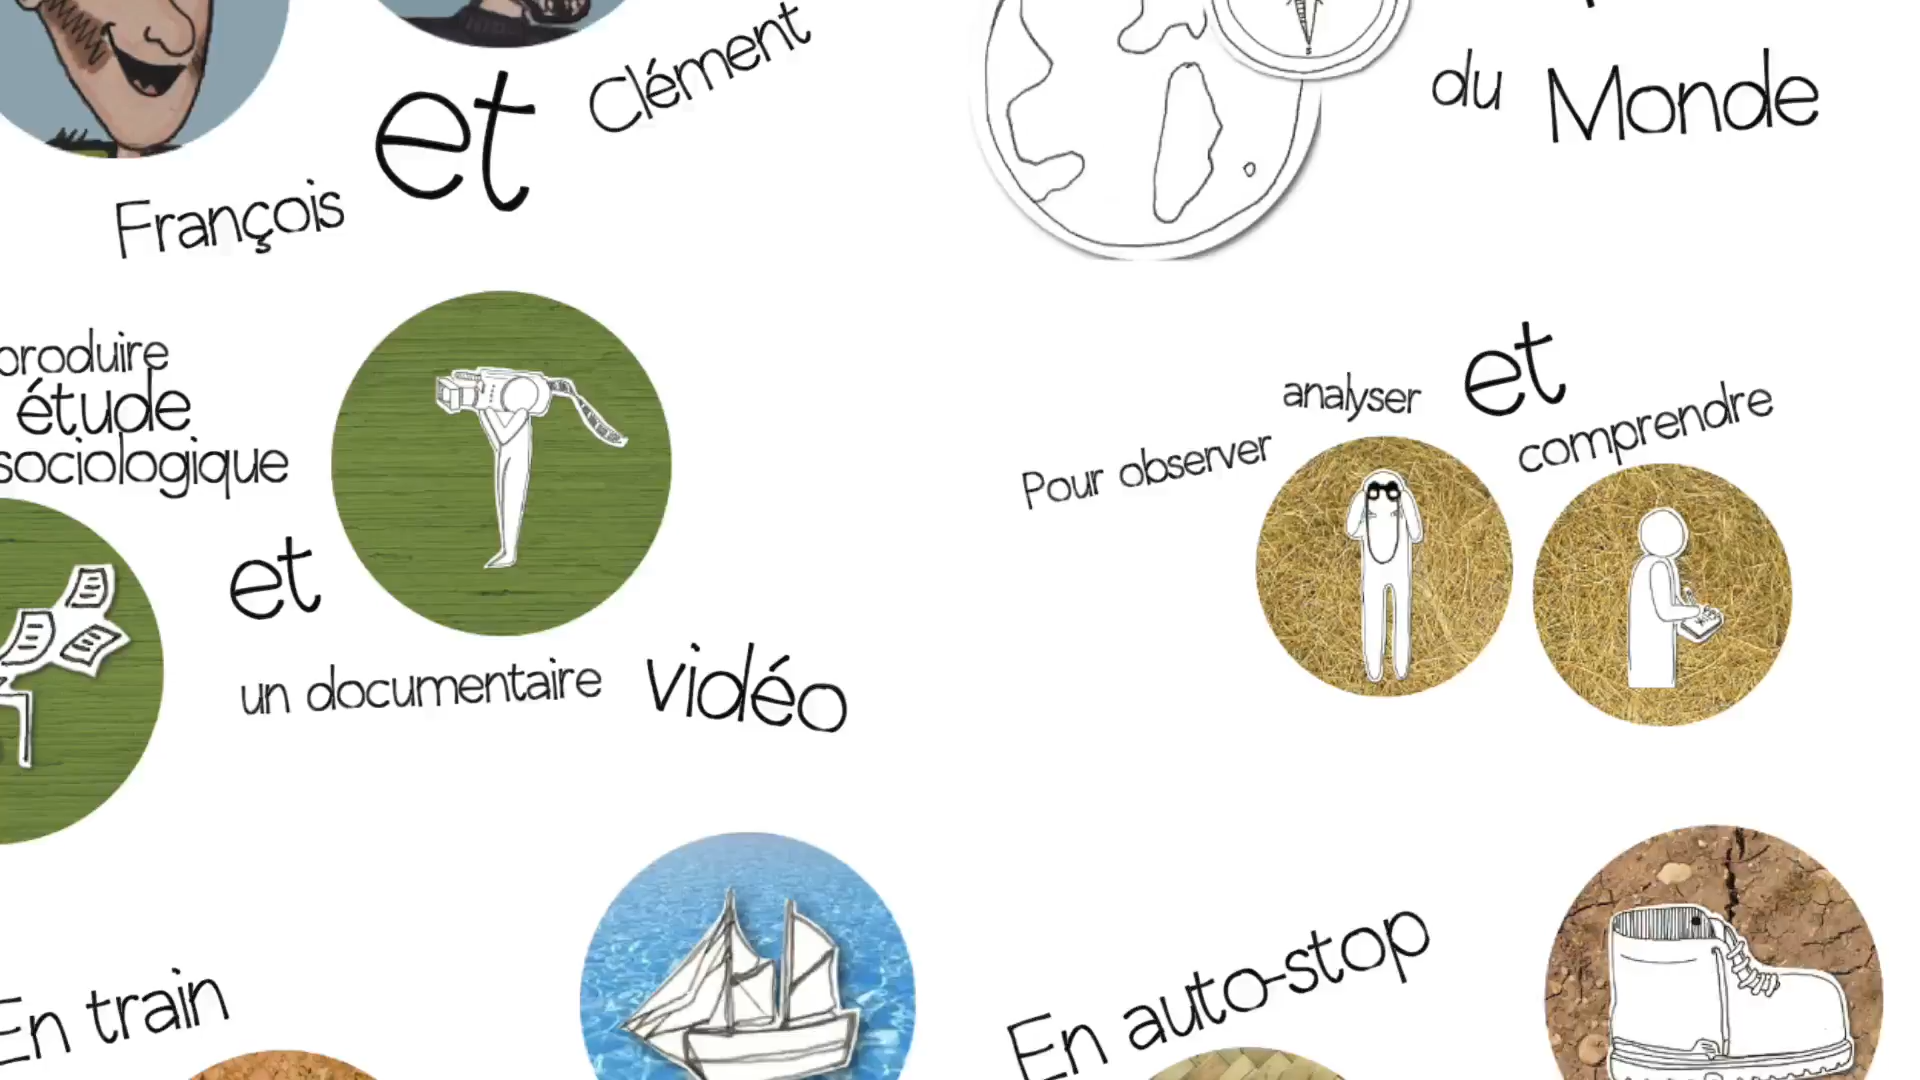 François et Clément
du Monde
produire
étude
sociologique
et
un documentaire vidéo
Pour observer
analyser et
comprendre
En train
En auto-stop